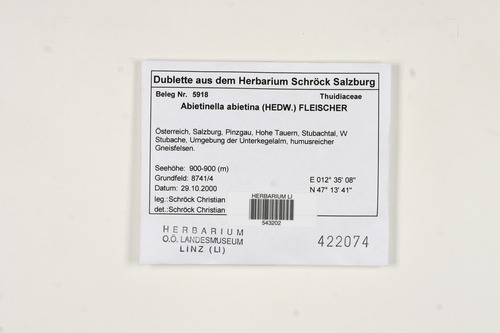 Dublette aus dem Herbarium Schröck Salzburg
Beleg Nr. 5918 Thuidiaceae
Abietinella abietina (HEDW.) FLEISCHER
Österreich, Salzburg, Pinzgau, Hohe Tauern, Stubachtal, W
Stubache, Umgebung der Unterkegelalm, humusreicher
Gneisfelsen.
Seehöhe: 900-900 (m)
Grundfeld: 8741/4 E 012° 35' 08"
Datum: 29.10.2000 N 47° 13' 41"
leg.:Schröck Christian
det.:Schröck Christian
HERBARIUM LI
543202
HERBARIUM
O.Ö. LANDESMUSEUM
LINZ (LI)
422074